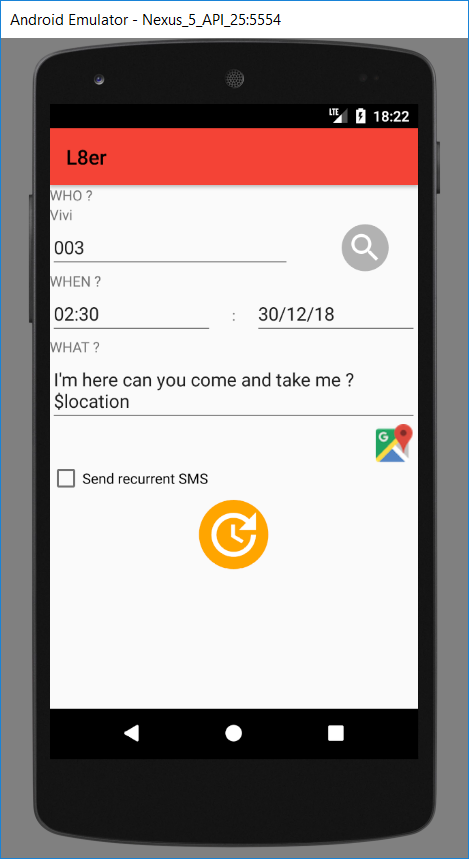 Android Emulator - Nexus_5_API_25:5554
LTE 18:22
L8er
WHO ?
Vivi
003
WHEN ?
02:30 : 30/12/18
WHAT ?
I'm here can you come and take me ?
$location
G
Send recurrent SMS